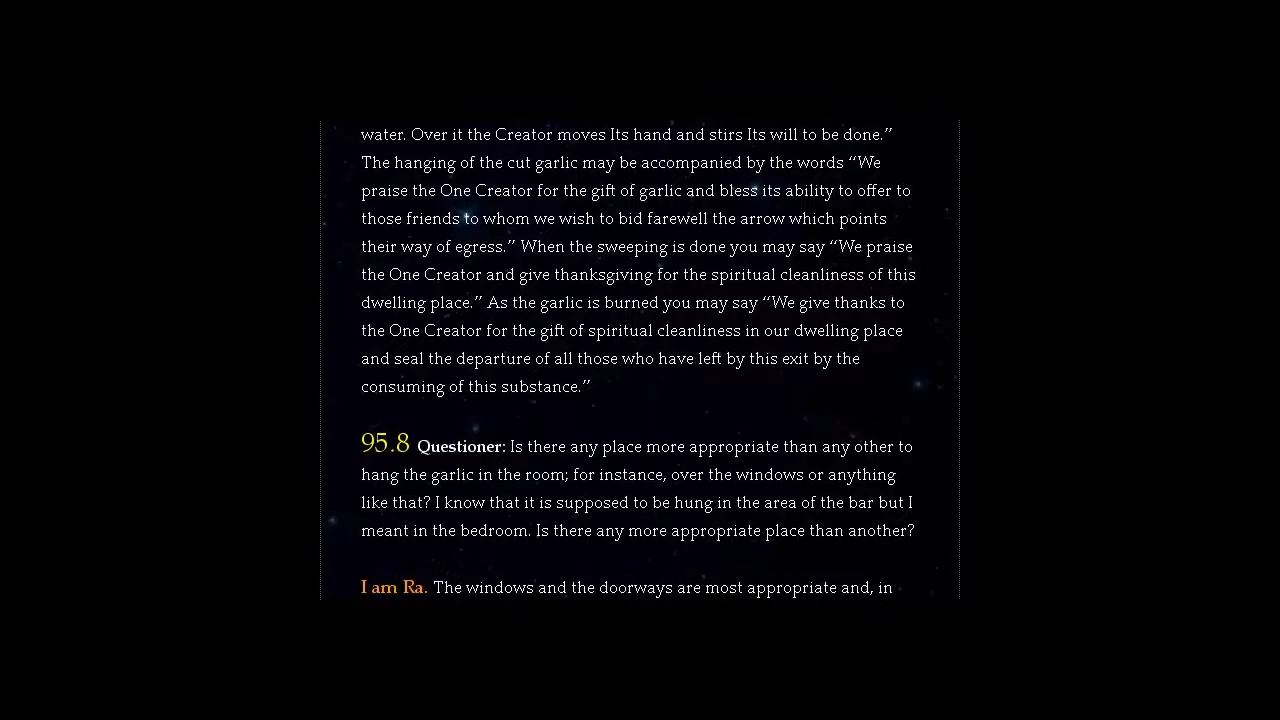 water. Over it the Creator moves Its hand and stirs Its will to be done.”
The hanging of the cut garlic may be accompanied by the words “We
praise the One Creator for the gift of garlic and bless its ability to offer to
those friends to whom we wish to bid farewell the arrow which points
their way of egress.” When the sweeping is done you may say “We praise
the One Creator and give thanksgiving for the spiritual cleanliness of this
dwelling place.” As the garlic is burned you may say “We give thanks to
the One Creator for the gift of spiritual cleanliness in our dwelling place
and seal the departure of all those who have left by this exit by the
consuming of this substance.”
95.8 Questioner: Is there any place more appropriate than any other to
hang the garlic in the room; for instance, over the windows or anything
like that? I know that it is supposed to be hung in the area of the bar but I
meant in the bedroom. Is there any more appropriate place than another?
I am Ra. The windows and the doorways are most appropriate and, in